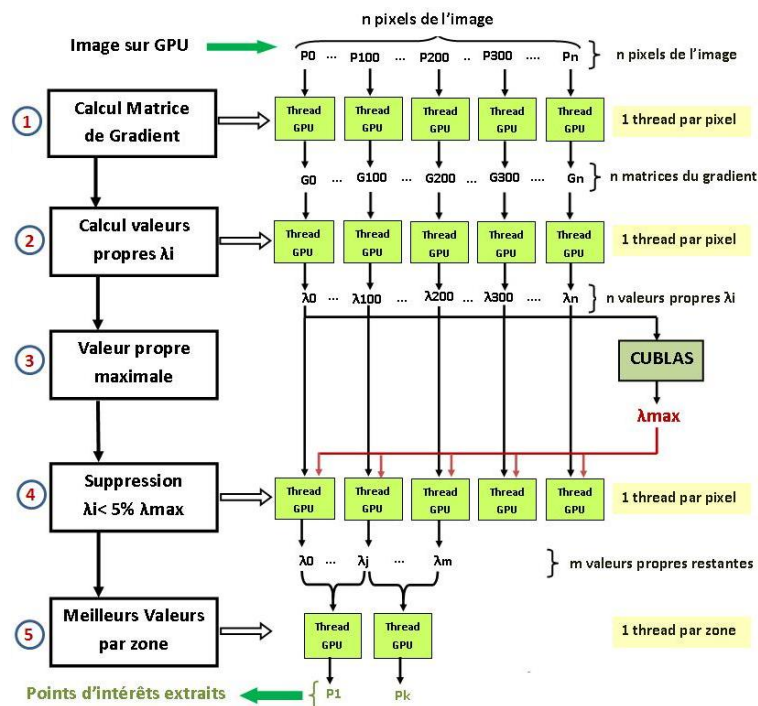 n pixels de l'image
Image sur GPU
P0 ... P100 ... P200 ... P300 .... Pn
n pixels de l'image
1
Calcul Matrice
de Gradient
Thread
GPU
Thread
GPU
Thread
GPU
Thread
GPU
Thread
GPU
1 thread par pixel
G0 ... G100 ... G200 ... G300 .... Gn
n matrices du gradient
2
Calcul valeurs
propres λi
Thread
GPU
Thread
GPU
Thread
GPU
Thread
GPU
Thread
GPU
1 thread par pixel
λ0 ... λ100 ... λ200 ... λ300 .... λn
n valeurs propres λi
3
Valeur propre
maximale
CUBLAS
λmax
4
Suppression
λi< 5% λmax
Thread
GPU
Thread
GPU
Thread
GPU
Thread
GPU
Thread
GPU
1 thread par pixel
λ0 ... λj ... λm
m valeurs propres restantes
5
Meilleurs Valeurs
par zone
Thread
GPU
Thread
GPU
1 thread par zone
Points d'intérêts extraits
P1
Pk